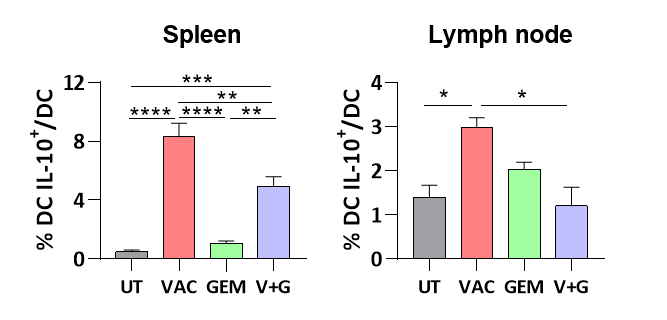 Spleen
% DC IL-10+/DC
12
8
4
0
***
**
**** **** **
UT VAC GEM V+G
Lymph node
% DC IL-10+/DC
4
3
2
1
0
* *
UT VAC GEM V+G